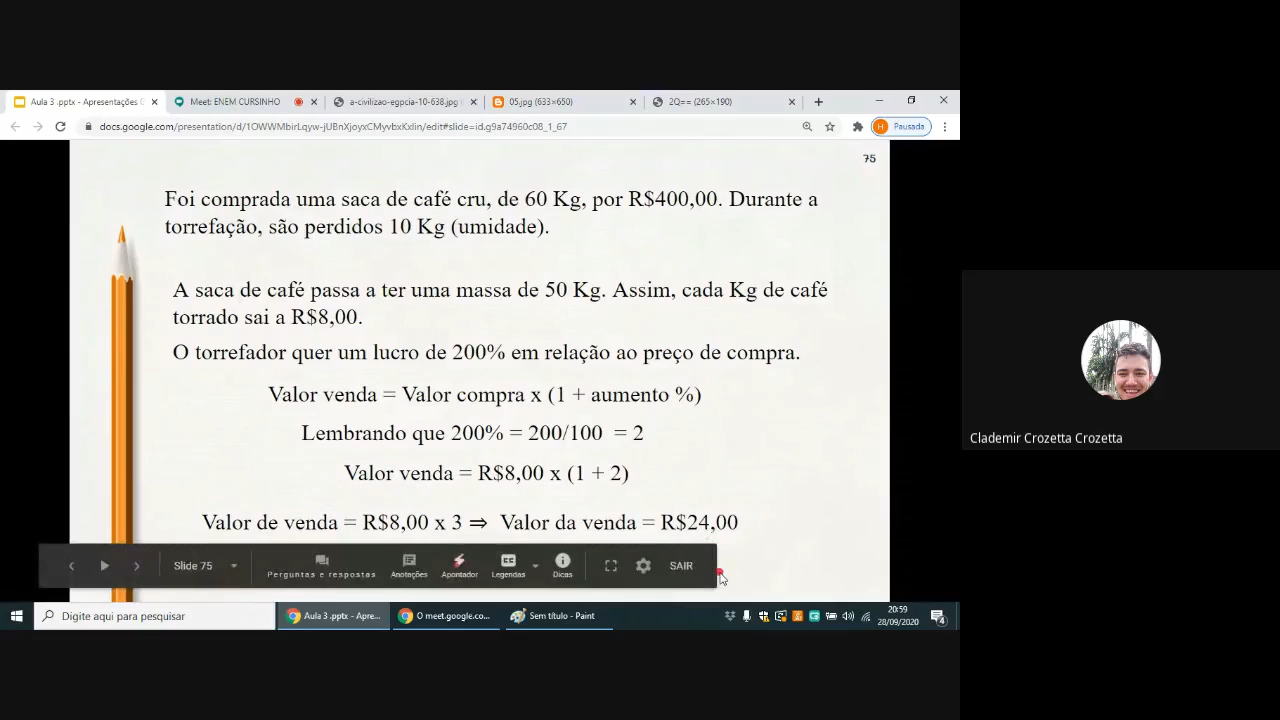 Aula 3 .pptx - Apresentações G
Meet: ENEM CURSINHO
a-civilizao-egpcia-10-638.jpg
05.jpg (633×650)
2Q== (265×190)
docs.google.com/presentation/d/1OWWMbirLqyw-jUBnXjoyxCMyvbxKxlin/edit#slide=id.g9a74960c08_1_67
H Pausada
75
Foi comprada uma saca de café cru, de 60 Kg, por R$400,00. Durante a
torrefação, são perdidos 10 Kg (umidade).
A saca de café passa a ter uma massa de 50 Kg. Assim, cada Kg de café
torrado sai a R$8,00.
O torrefador quer um lucro de 200% em relação ao preço de compra.
Valor venda = Valor compra x (1 + aumento %)
Lembrando que 200% = 200/100 = 2
Valor venda = R$8,00 x (1 + 2)
Valor de venda = R$8,00 x 3 ⇒ Valor da venda = R$24,00
Slide 75
Perguntas e respostas
Anotações
Apontador
Legendas
Dicas
SAIR
Clademir Crozetta Crozetta
Digite aqui para pesquisar
Aula 3 .pptx - Apre...
O meet.google.co...
Sem título - Paint
20:59
28/09/2020
4